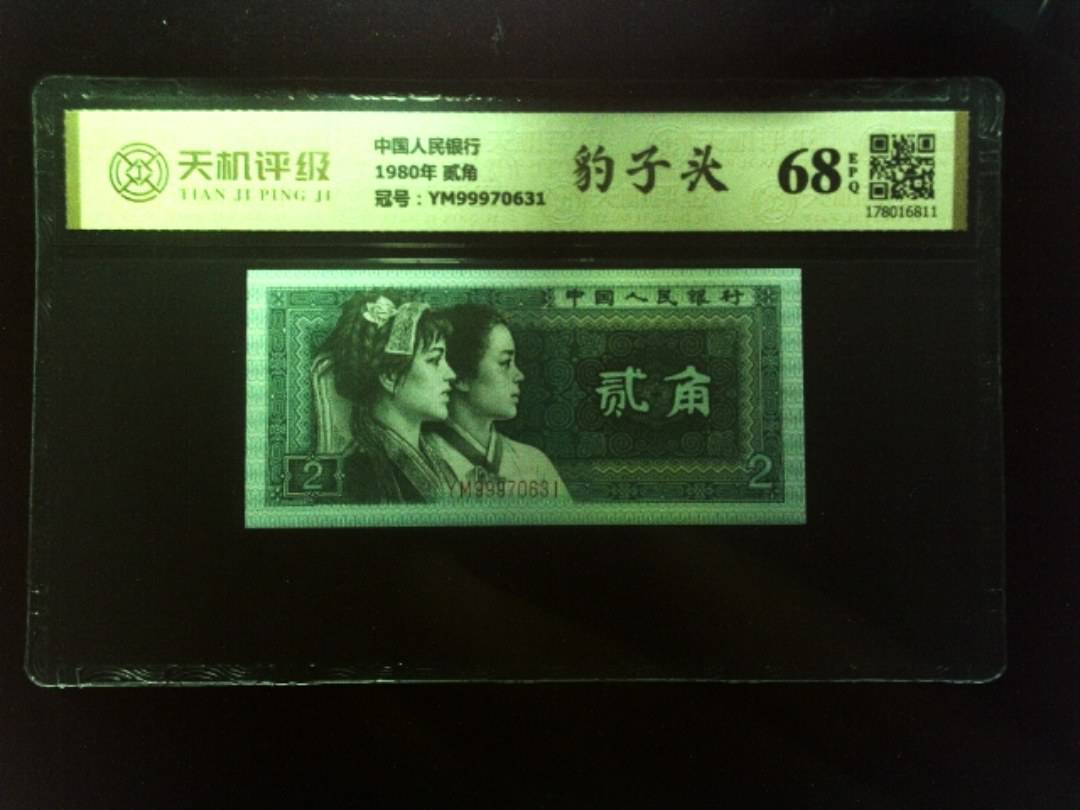 天机评级
TIAN JI PING JI
中国人民银行
1980年 贰角
冠号：YM99970631
豹子头
68
EPQ
178016811
中国人民银行
贰角
2
2
YM99970631